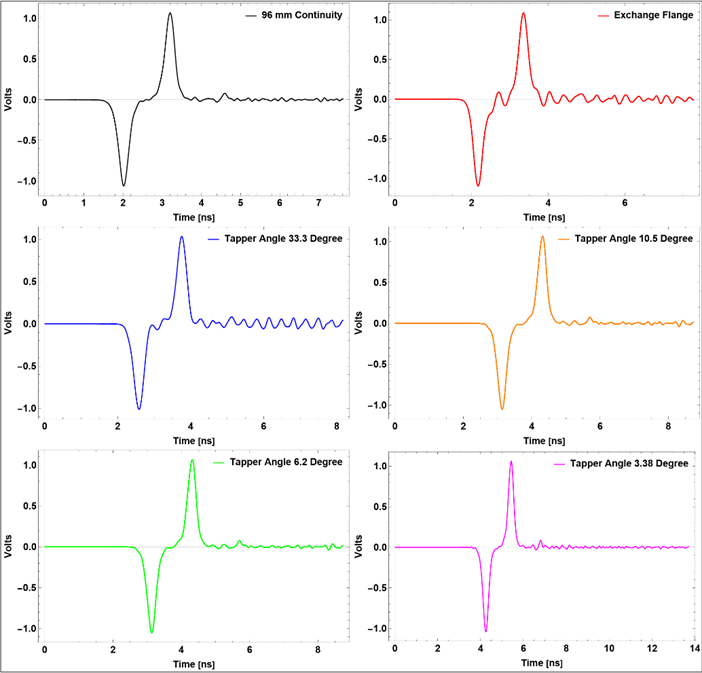 96 mm Continuity
1.0
0.5
0.0
-0.5
-1.0
Volts
0 1 2 3 4 5 6 7
Time [ns]
Exchange Flange
1.0
0.5
0.0
-0.5
-1.0
Volts
0 2 4 6
Time [ns]
Tapper Angle 33.3 Degree
1.0
0.5
0.0
-0.5
-1.0
Volts
0 2 4 6 8
Time [ns]
Tapper Angle 10.5 Degree
1.0
0.5
0.0
-0.5
-1.0
Volts
0 2 4 6 8
Time [ns]
Tapper Angle 6.2 Degree
1.0
0.5
0.0
-0.5
-1.0
Volts
0 2 4 6 8
Time [ns]
Tapper Angle 3.38 Degree
1.0
0.5
0.0
-0.5
-1.0
Volts
0 2 4 6 8 10 12 14
Time [ns]